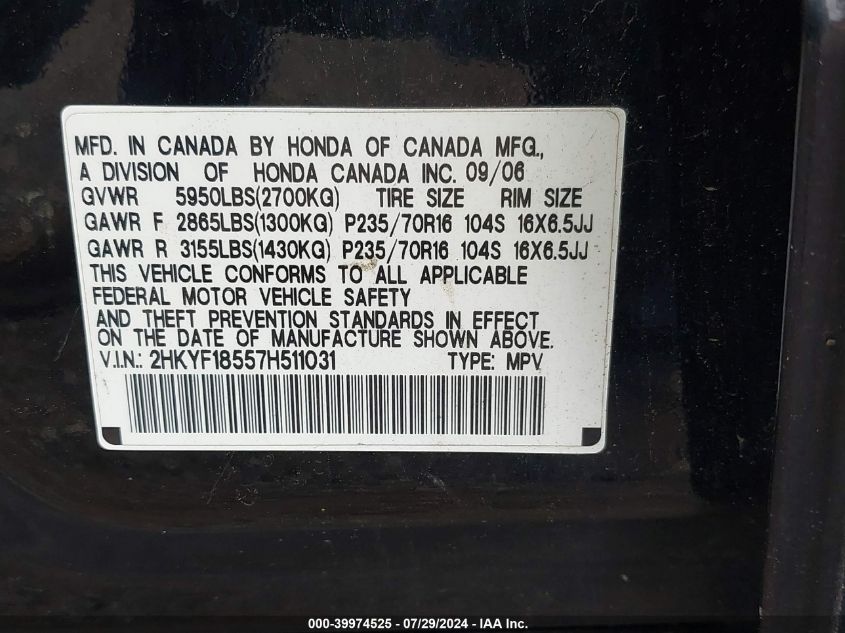 MFD. IN CANADA BY HONDA OF CANADA MFG.,
A DIVISION OF HONDA CANADA INC. 09/06
GVWR 5950LBS(2700KG) TIRE SIZE RIM SIZE
GAWR F 2865LBS(1300KG) P235/70R16 104S 16X6.5JJ
GAWR R 3155LBS(1430KG) P235/70R16 104S 16X6.5JJ
THIS VEHICLE CONFORMS TO ALL APPLICABLE
FEDERAL MOTOR VEHICLE SAFETY
AND THEFT PREVENTION STANDARDS IN EFFECT
ON THE DATE OF MANUFACTURE SHOWN ABOVE.
V.I.N.: 2HKYF18557H511031 TYPE: MPV
000-39974525 - 07/29/2024 - IAA Inc.